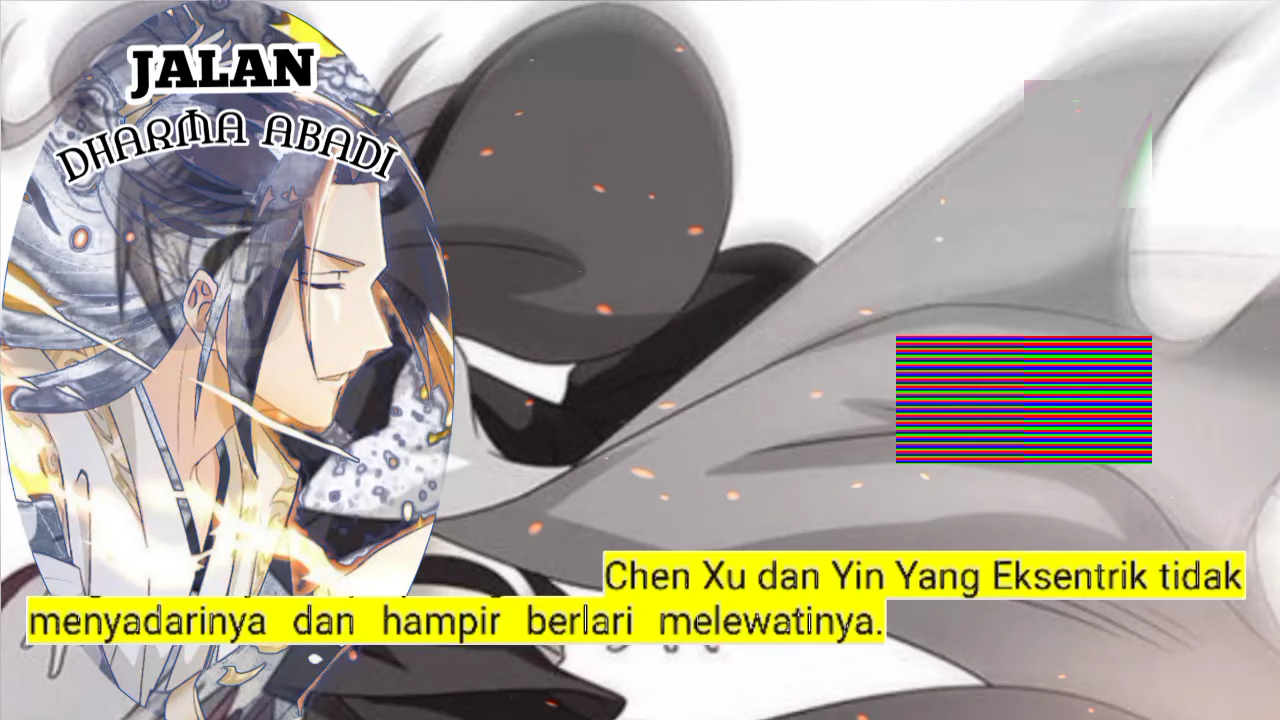 JALAN
DHARMA ABADI
Chen Xu dan Yin Yang Eksentrik tidak
menyadarinya dan hampir berlari melewatinya.